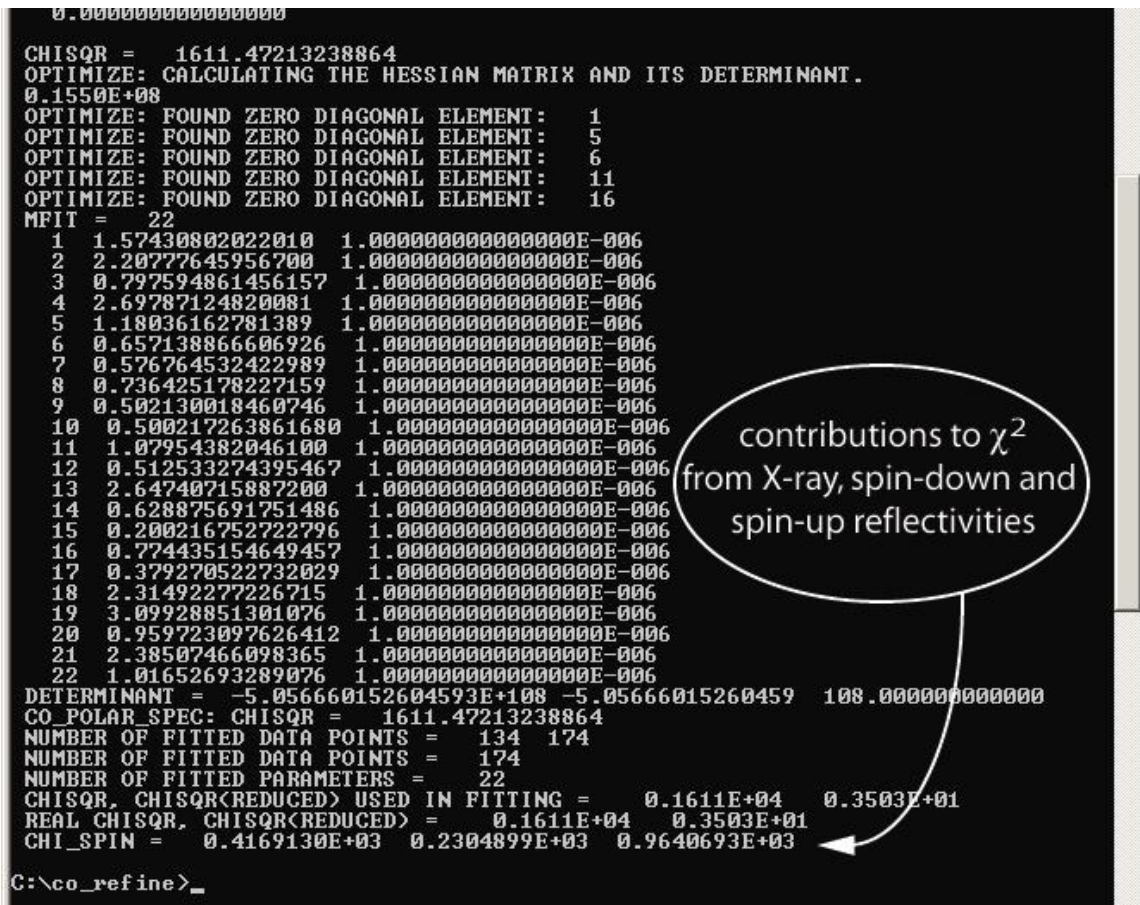 0.000000000000000
CHISQR =   1611.47213238864
OPTIMIZE: CALCULATING THE HESSIAN MATRIX AND ITS DETERMINANT.
0.1550E+08
OPTIMIZE: FOUND ZERO DIAGONAL ELEMENT:   1
OPTIMIZE: FOUND ZERO DIAGONAL ELEMENT:   5
OPTIMIZE: FOUND ZERO DIAGONAL ELEMENT:   6
OPTIMIZE: FOUND ZERO DIAGONAL ELEMENT:   11
OPTIMIZE: FOUND ZERO DIAGONAL ELEMENT:   16
MFIT =   22
1  1.57430802022010  1.000000000000000E-006
2  2.20777645956700  1.000000000000000E-006
3  0.797594861456157  1.000000000000000E-006
4  2.69787124820081  1.000000000000000E-006
5  1.18036162781389  1.000000000000000E-006
6  0.657138866606926  1.000000000000000E-006
7  0.576764532422989  1.000000000000000E-006
8  0.736425178227159  1.000000000000000E-006
9  0.502130018460746  1.000000000000000E-006
10  0.500217263861680  1.000000000000000E-006
11  1.07954382046100  1.000000000000000E-006
12  0.512533274395467  1.000000000000000E-006
13  2.64740715887200  1.000000000000000E-006
14  0.628875691751486  1.000000000000000E-006
15  0.200216752722796  1.000000000000000E-006
16  0.774435154649457  1.000000000000000E-006
17  0.379270522732029  1.000000000000000E-006
18  2.31492277226715  1.000000000000000E-006
19  3.09928851301076  1.000000000000000E-006
20  0.959723097626412  1.000000000000000E-006
21  2.38507466098365  1.000000000000000E-006
22  1.01652693289076  1.000000000000000E-006
DETERMINANT =  -5.056660152604593E+108 -5.05666015260459  108.000000000000
CO_POLAR_SPEC: CHISQR =   1611.47213238864
NUMBER OF FITTED DATA POINTS =   134  174
NUMBER OF FITTED DATA POINTS =   174
NUMBER OF FITTED PARAMETERS =   22
CHISQR, CHISQR(REDUCED) USED IN FITTING =   0.1611E+04   0.3503E+01
REAL CHISQR, CHISQR(REDUCED) =   0.1611E+04   0.3503E+01
CHI_SPIN =   0.4169130E+03  0.2304899E+03  0.9640693E+03
C:\co_refine>_
contributions to χ²
from X-ray, spin-down and
spin-up reflectivities